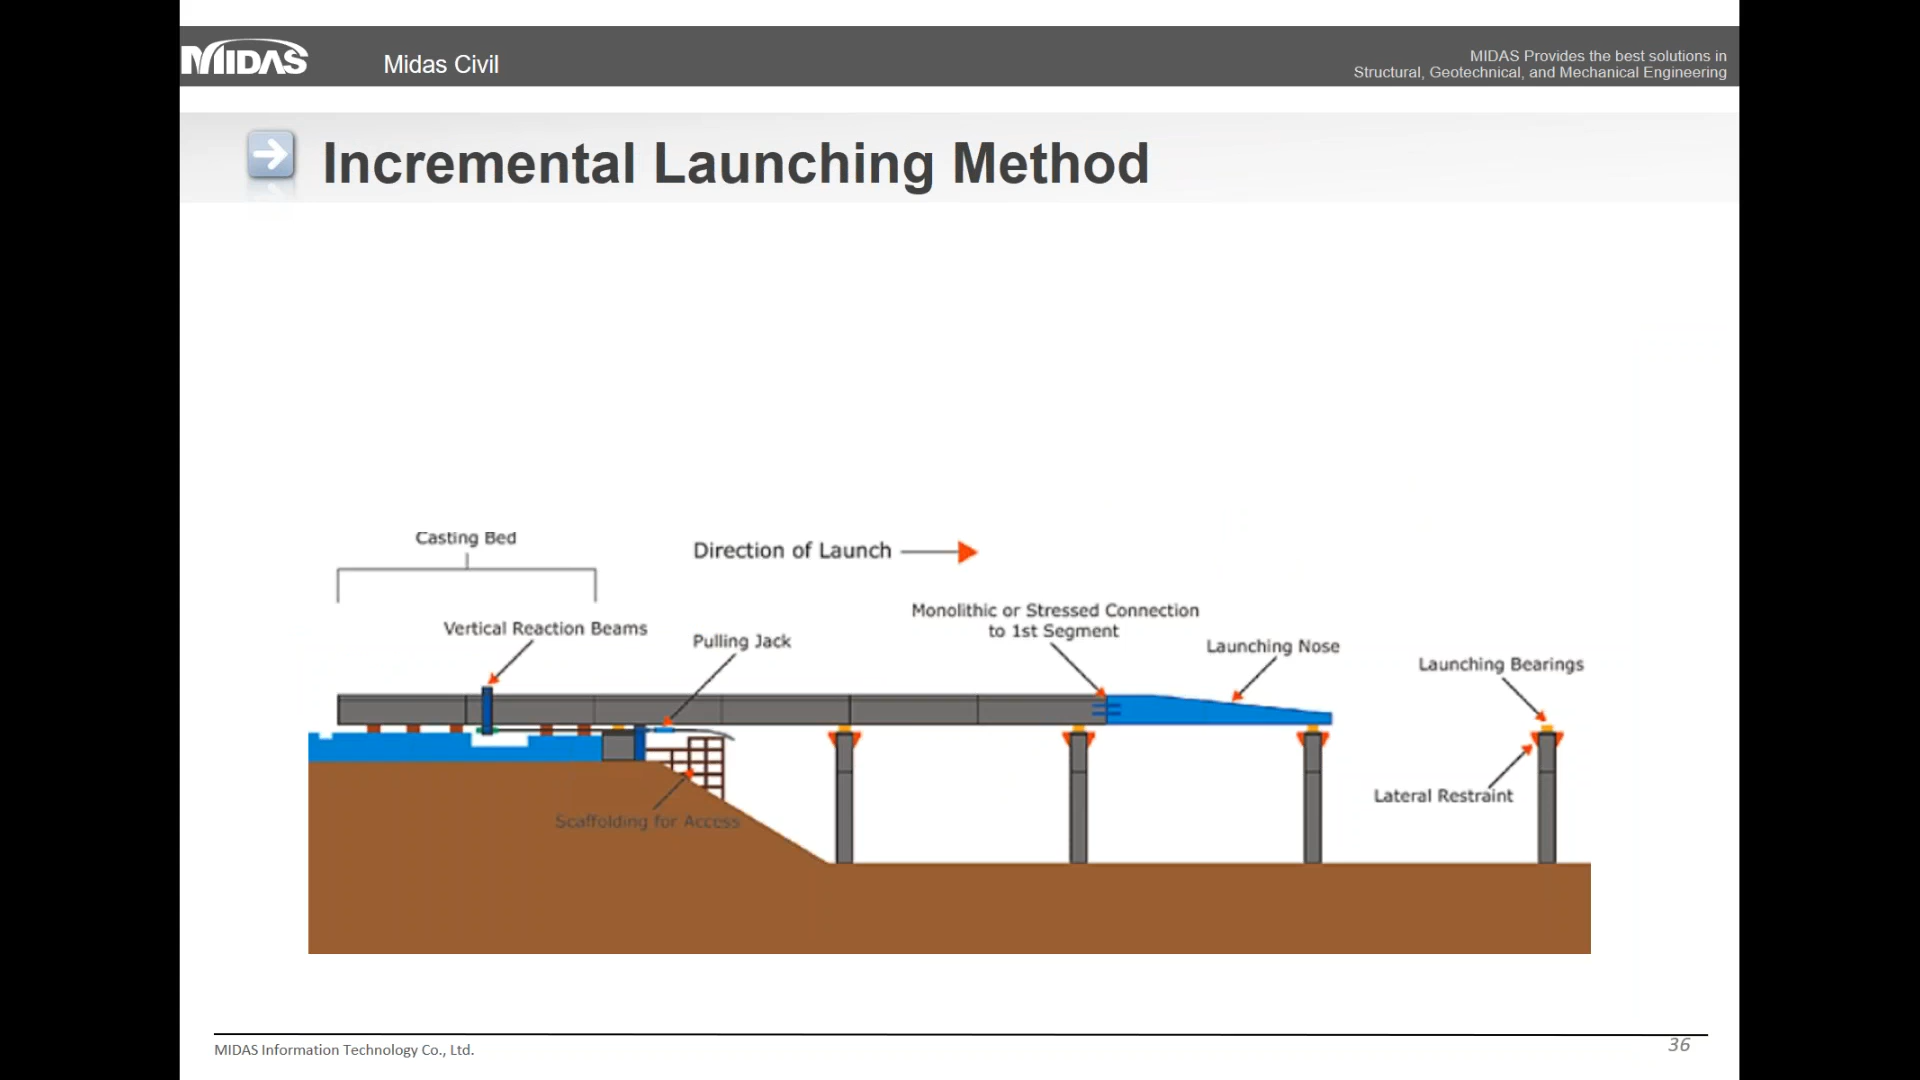 MIDAS
Midas Civil
MIDAS Provides the best solutions in
Structural, Geotechnical, and Mechanical Engineering
Incremental Launching Method
Casting Bed
Direction of Launch
Monolithic or Stressed Connection
to 1st Segment
Vertical Reaction Beams
Pulling Jack
Launching Nose
Launching Bearings
Lateral Restraint
Scaffolding for Access
MIDAS Information Technology Co., Ltd.
36